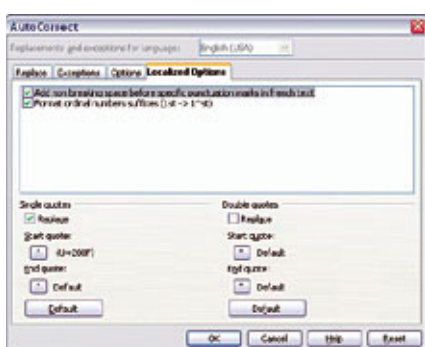 AutoCorrect
Replacements and exceptions for language: English (USA)
Replace Exceptions Options Localized Options
Add non breaking space before specific punctuation marks in french text
Format ordinal numbers suffixes (1st -> 1^st)
Single quotes Double quotes
Replace Replace
Start quote: Start quote:
Default
End quote: End quote:
Default Default
Default Default
OK Cancel Help Reset